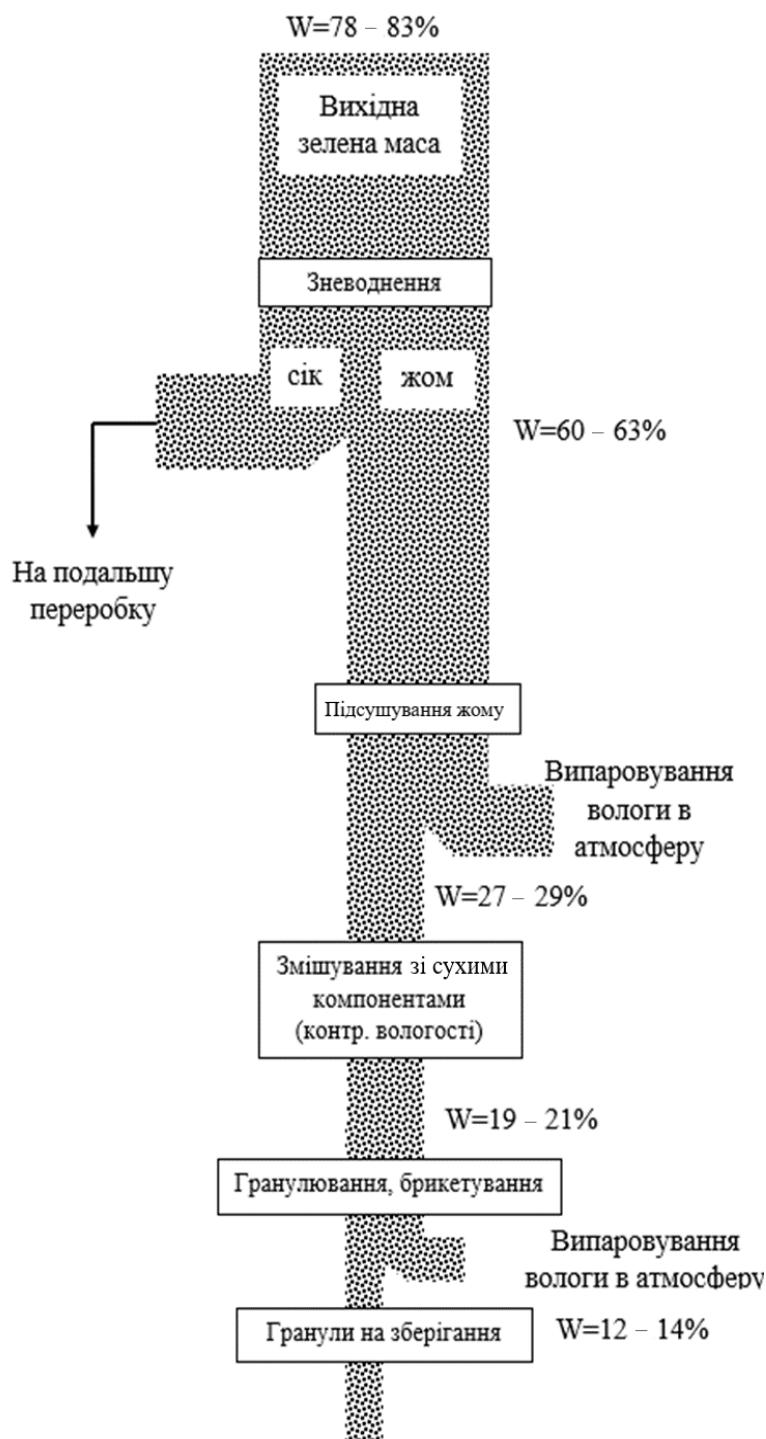 W=78 – 83%
Вихідна
зелена маса
Зневоднення
сік
жом
W=60 – 63%
На подальшу
переробку
Підсушування жому
Випаровування
вологи в
атмосферу
W=27 – 29%
Змішування зі сухими
компонентами
(контр. вологості)
W=19 – 21%
Гранулювання, брикетування
Випаровування
вологи в атмосферу
Гранули на зберігання
W=12 – 14%